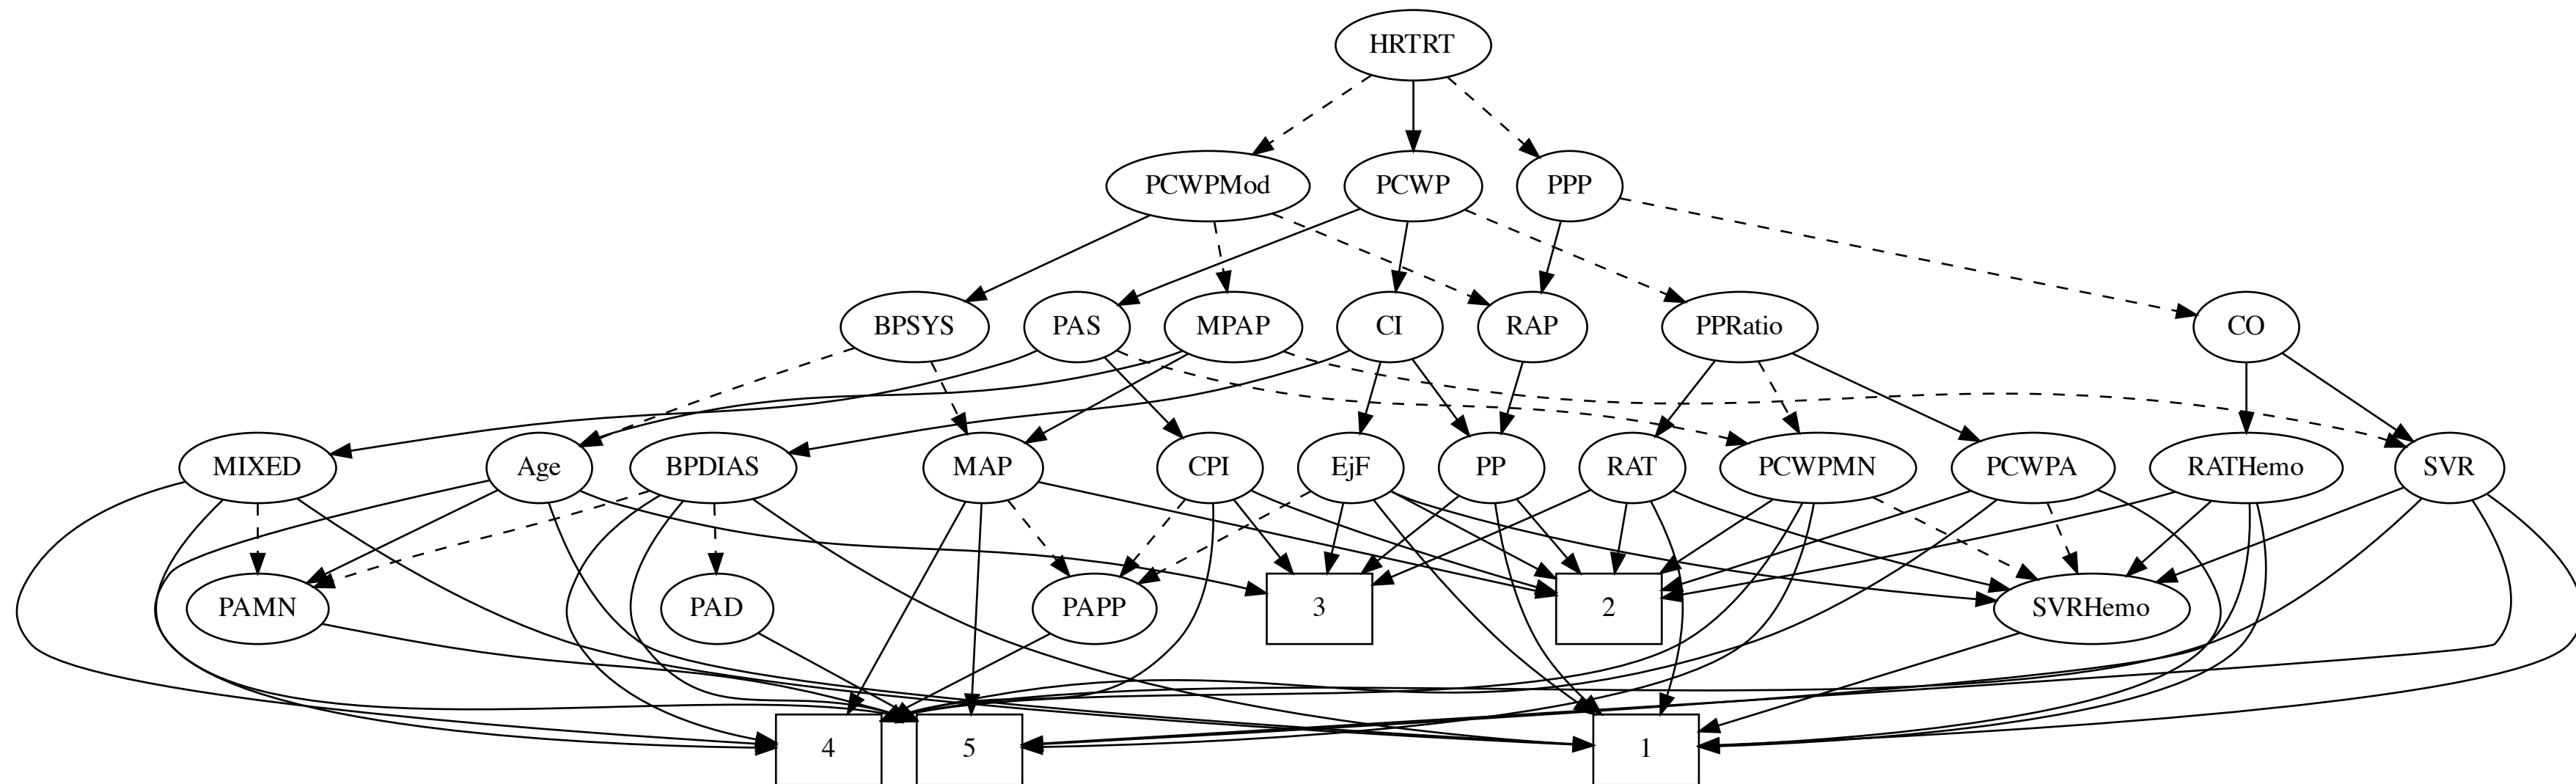 HRTRT
PCWPMod PCWP PPP
BPSYS PAS MPAP CI RAP PPRatio CO
MIXED Age BPDIAS MAP CPI EjF PP RAT PCWPMN PCWPA RATHemo SVR
PAMN PAD PAPP 3 2 SVRHemo
4 5 1